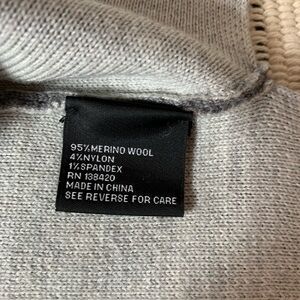 95%MERINO WOOL
4%NYLON
1%SPANDEX
RN 138420
MADE IN CHINA
SEE REVERSE FOR CARE